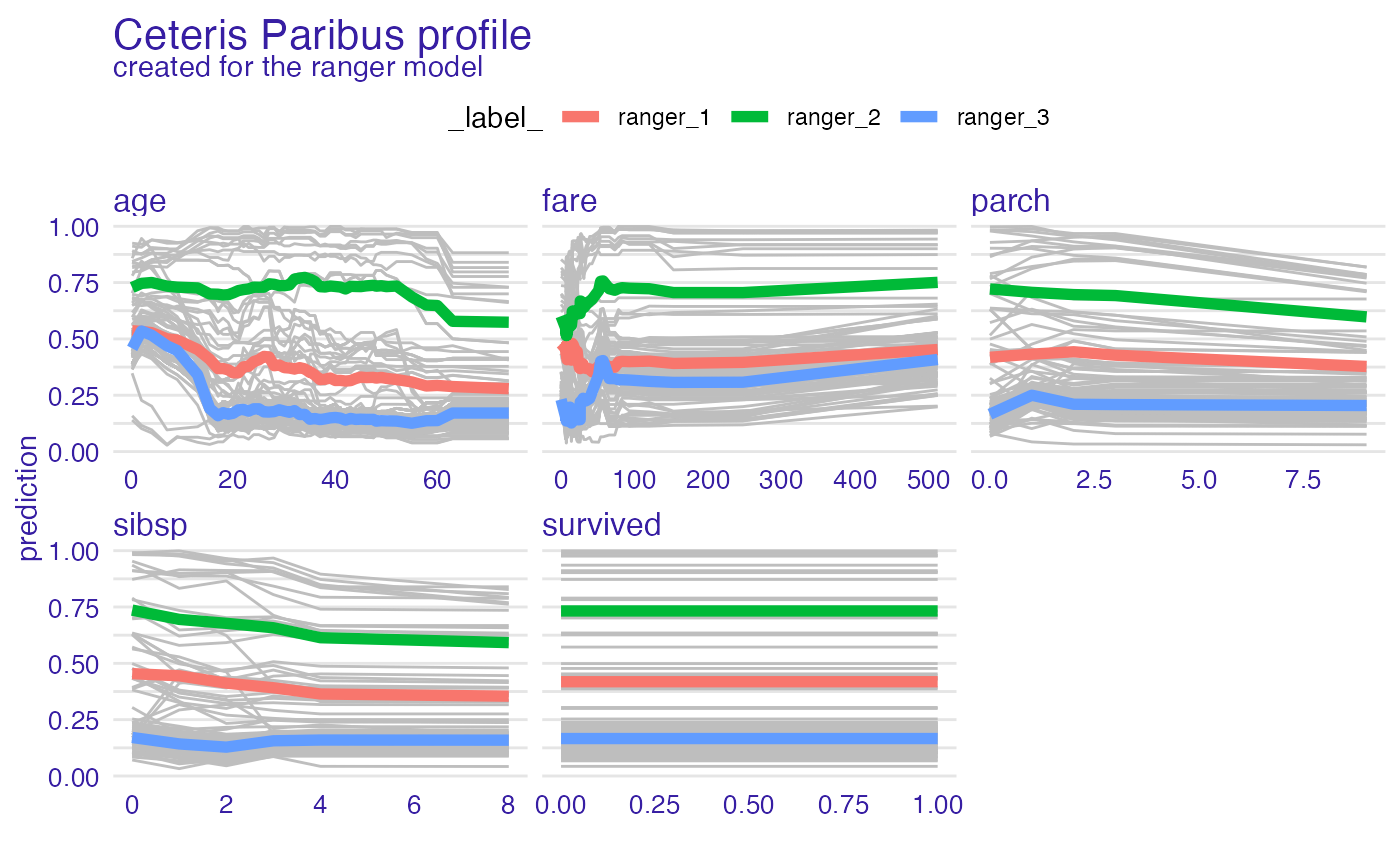 Ceteris Paribus profile
created for the ranger model
_label_ ranger_1 ranger_2 ranger_3
age fare parch
1.00
0.75
0.50
0.25
0.00
0 20 40 60 0 100 200 300 400 500 0.0 2.5 5.0 7.5
prediction
sibsp survived
1.00
0.75
0.50
0.25
0.00
0 2 4 6 8 0.00 0.25 0.50 0.75 1.00